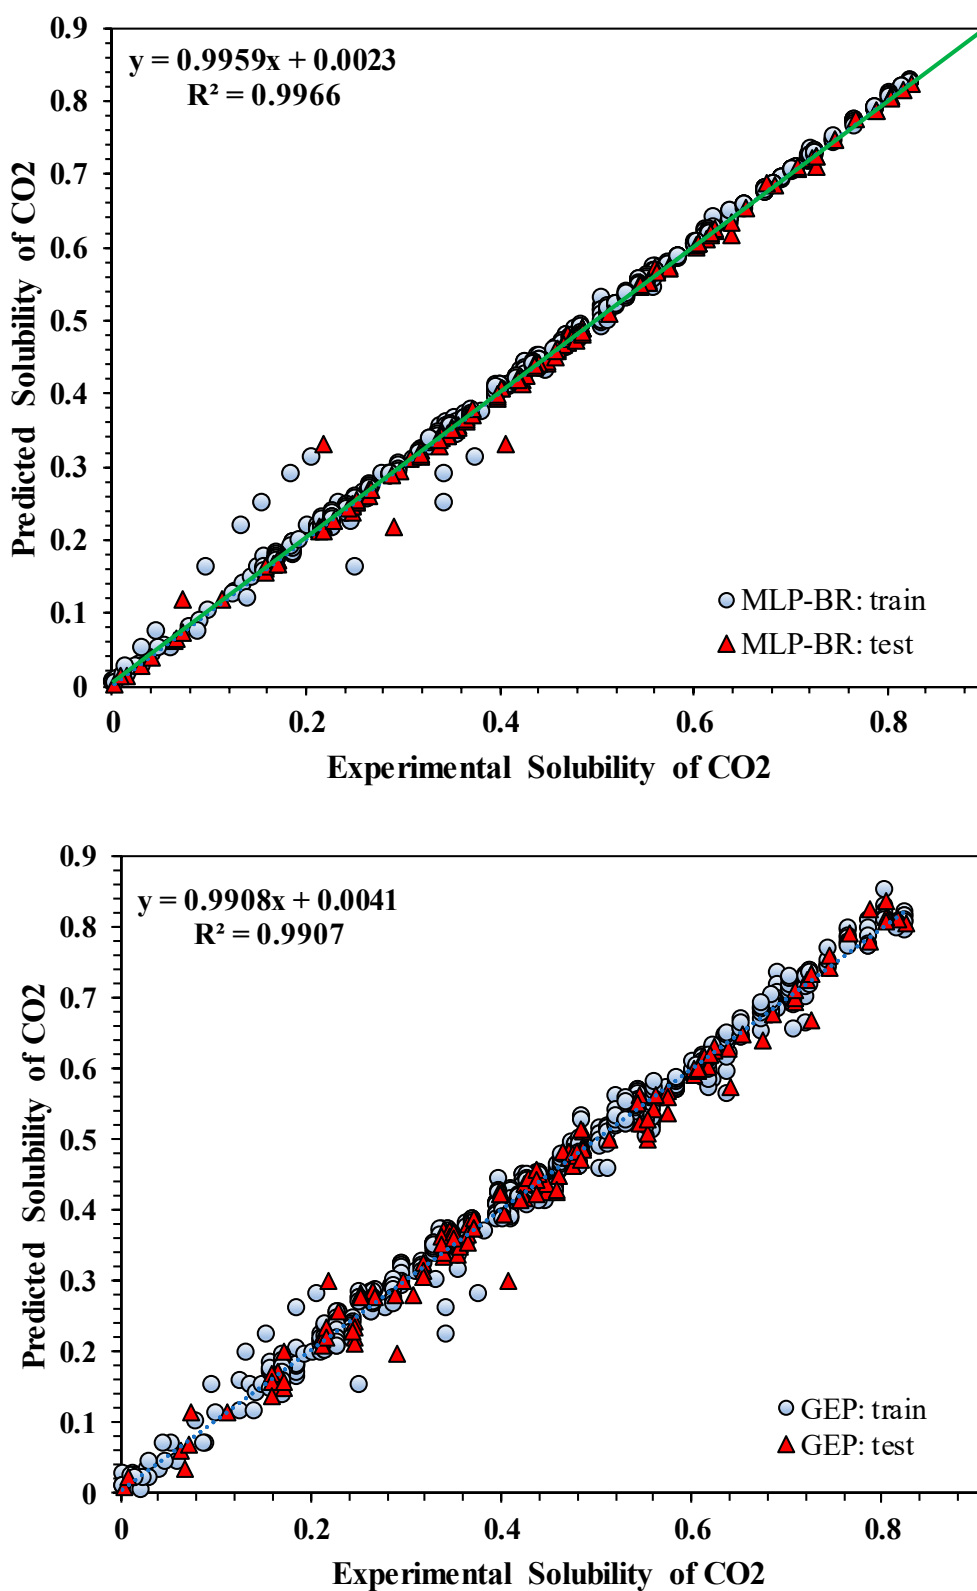 y = 0.9959x + 0.0023
R² = 0.9966
0.9
0.8
0.7
0.6
0.5
0.4
0.3
0.2
0.1
0
Predicted Solubility of CO2
MLP-BR: train
MLP-BR: test
0 0.2 0.4 0.6 0.8
Experimental Solubility of CO2
y = 0.9908x + 0.0041
R² = 0.9907
0.9
0.8
0.7
0.6
0.5
0.4
0.3
0.2
0.1
0
Predicted Solubility of CO2
GEP: train
GEP: test
0 0.2 0.4 0.6 0.8
Experimental Solubility of CO2